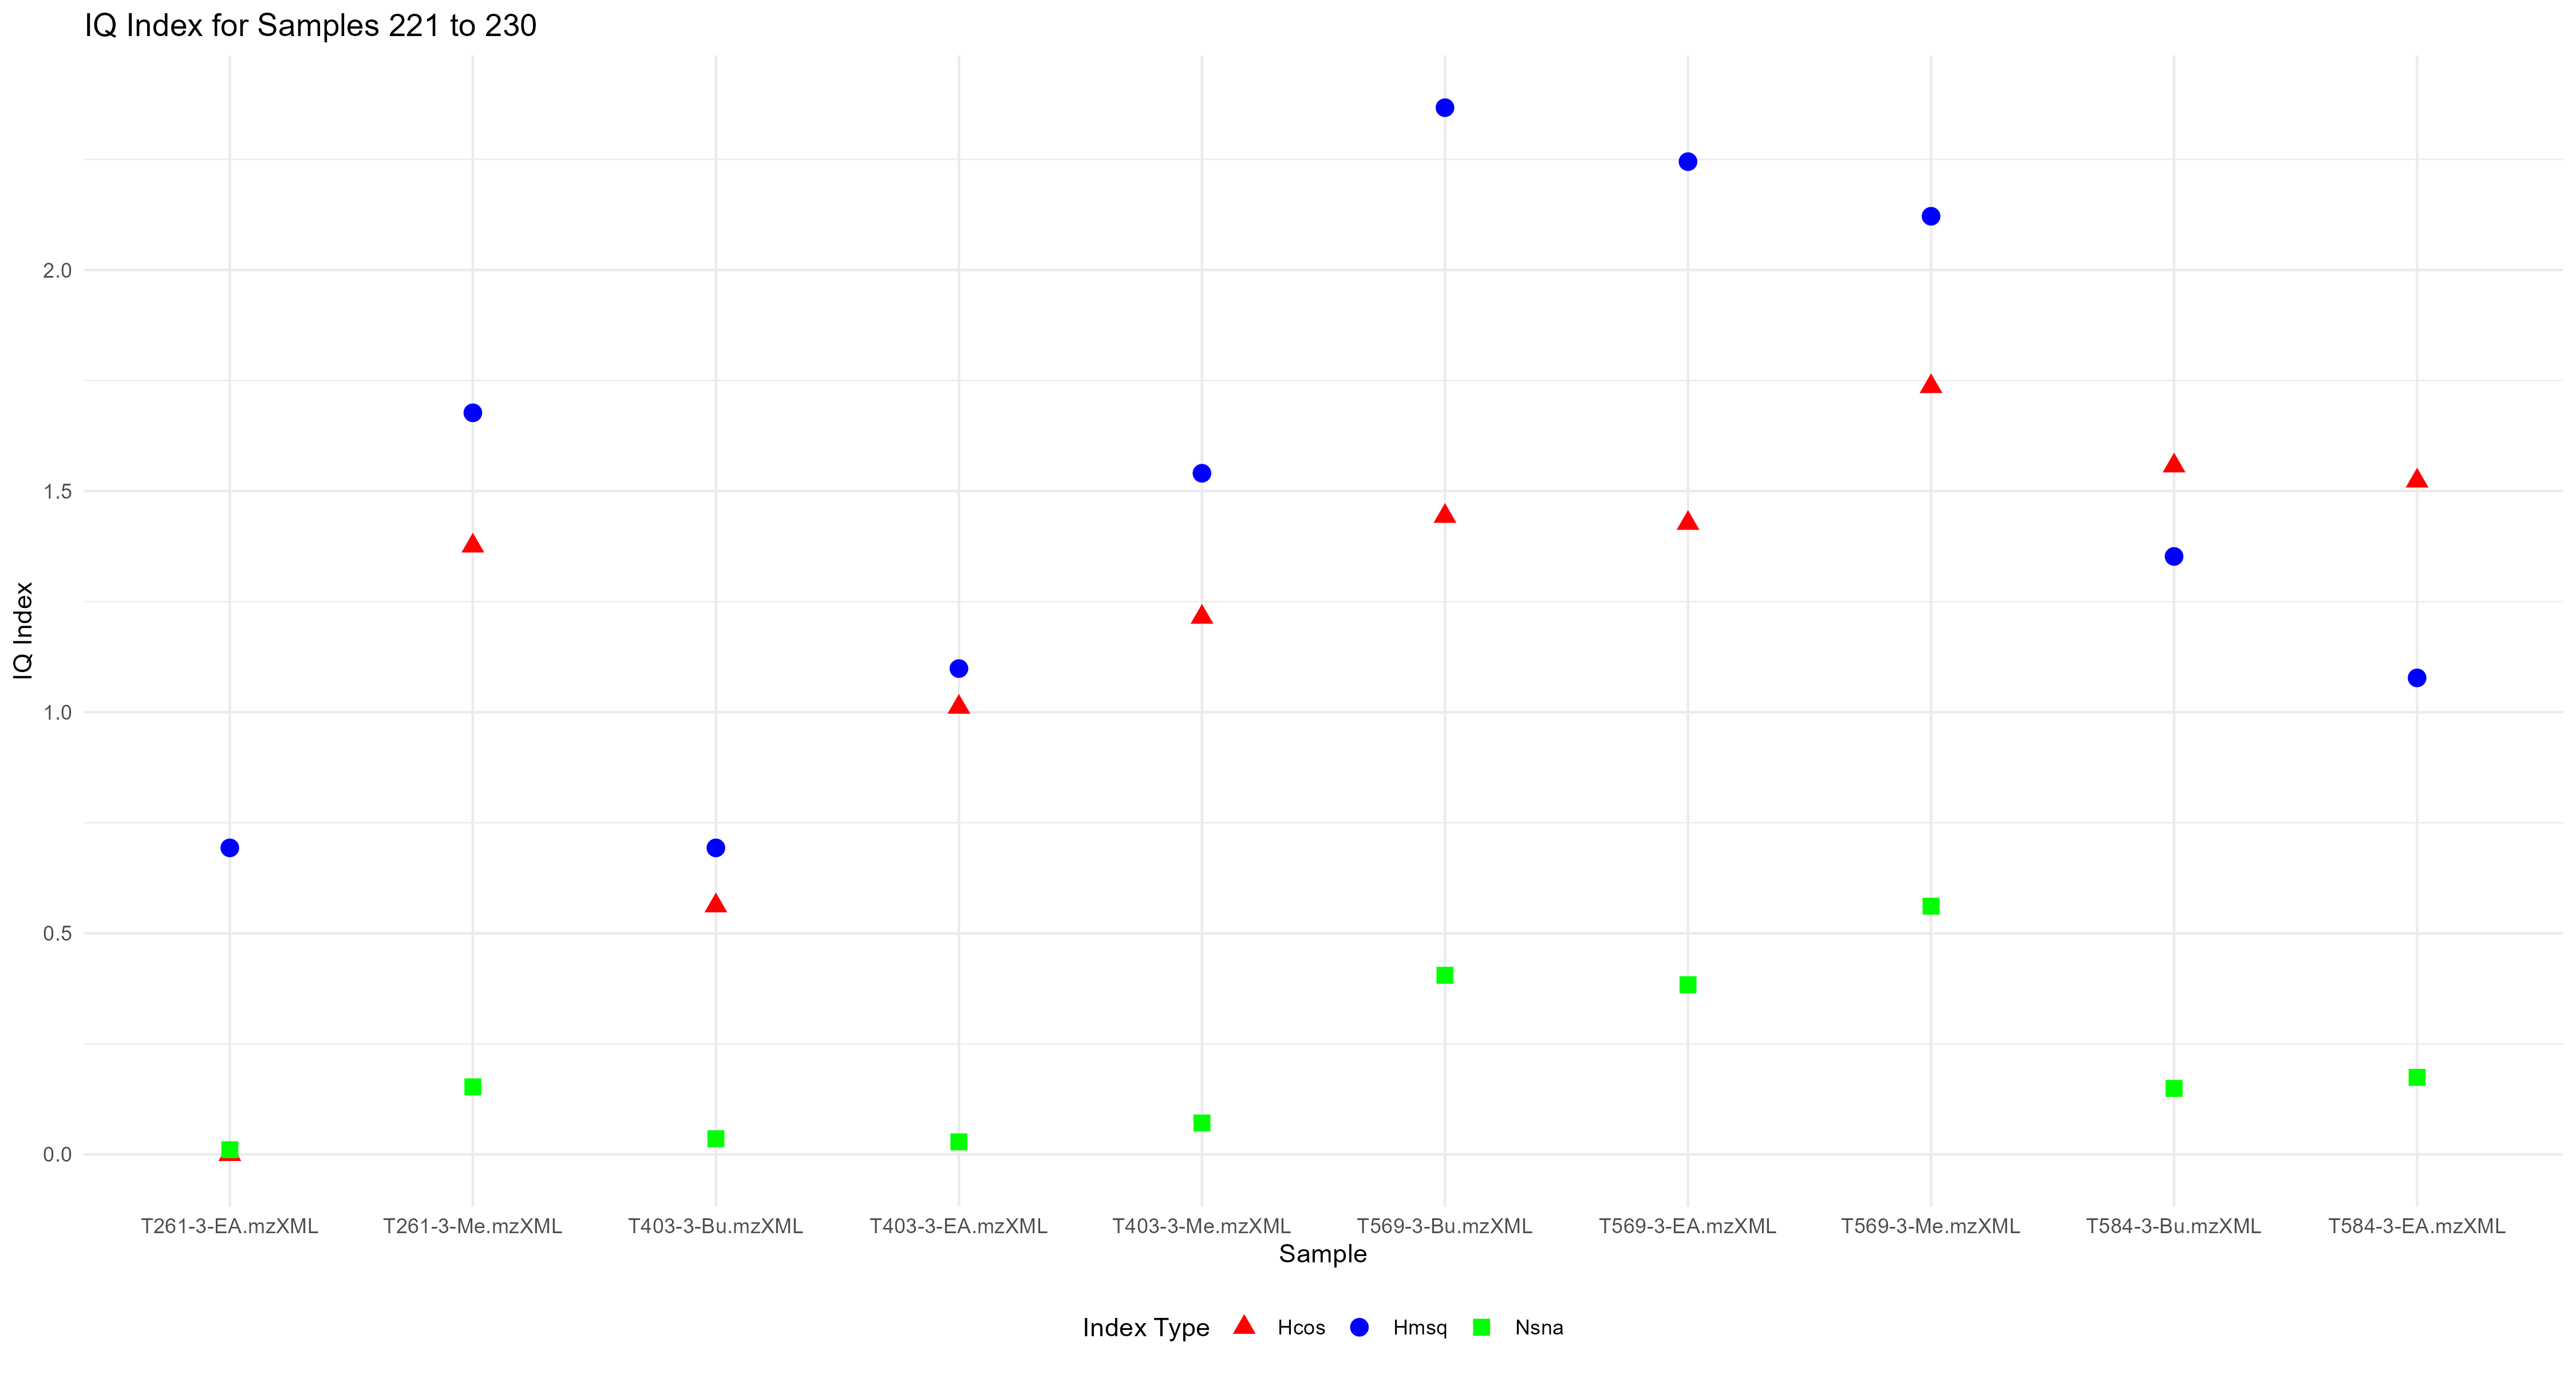 IQ Index for Samples 221 to 230
IQ Index
2.0
1.5
1.0
0.5
0.0
T261-3-EA.mzXML T261-3-Me.mzXML T403-3-Bu.mzXML T403-3-EA.mzXML T403-3-Me.mzXML T569-3-Bu.mzXML T569-3-EA.mzXML T569-3-Me.mzXML T584-3-Bu.mzXML T584-3-EA.mzXML
Sample
Index Type Hcos Hmsq Nsna